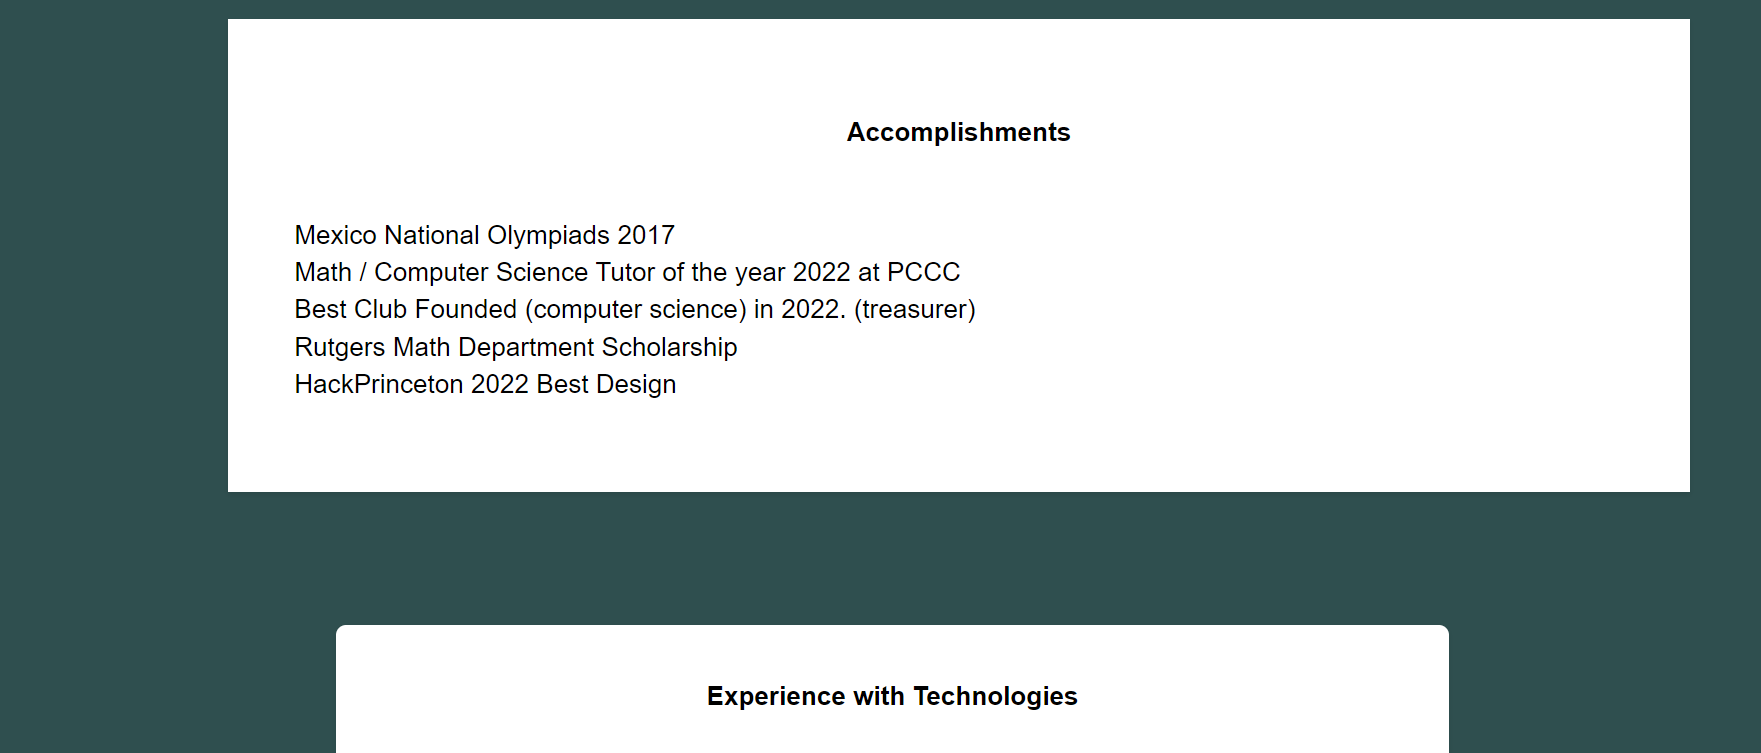 Accomplishments
Mexico National Olympiads 2017
Math / Computer Science Tutor of the year 2022 at PCCC
Best Club Founded (computer science) in 2022. (treasurer)
Rutgers Math Department Scholarship
HackPrinceton 2022 Best Design
Experience with Technologies